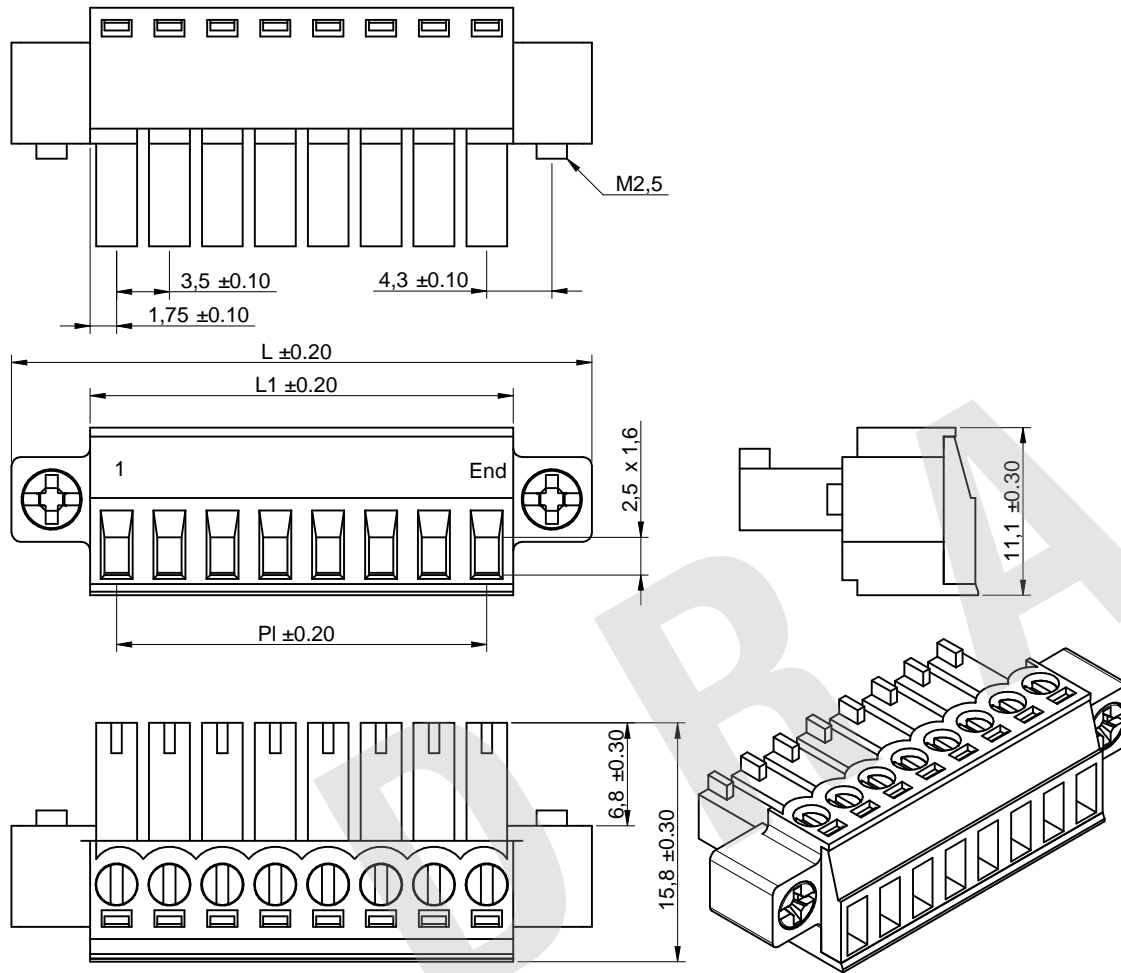 M2,5
3,5 ±0.10
4,3 ±0.10
1,75 ±0.10
L ±0.20
L1 ±0.20
1
End
2,5 x 1,6
11,1 ±0.30
Pl ±0.20
6,8 ±0.30
15,8 ±0.30
D R A